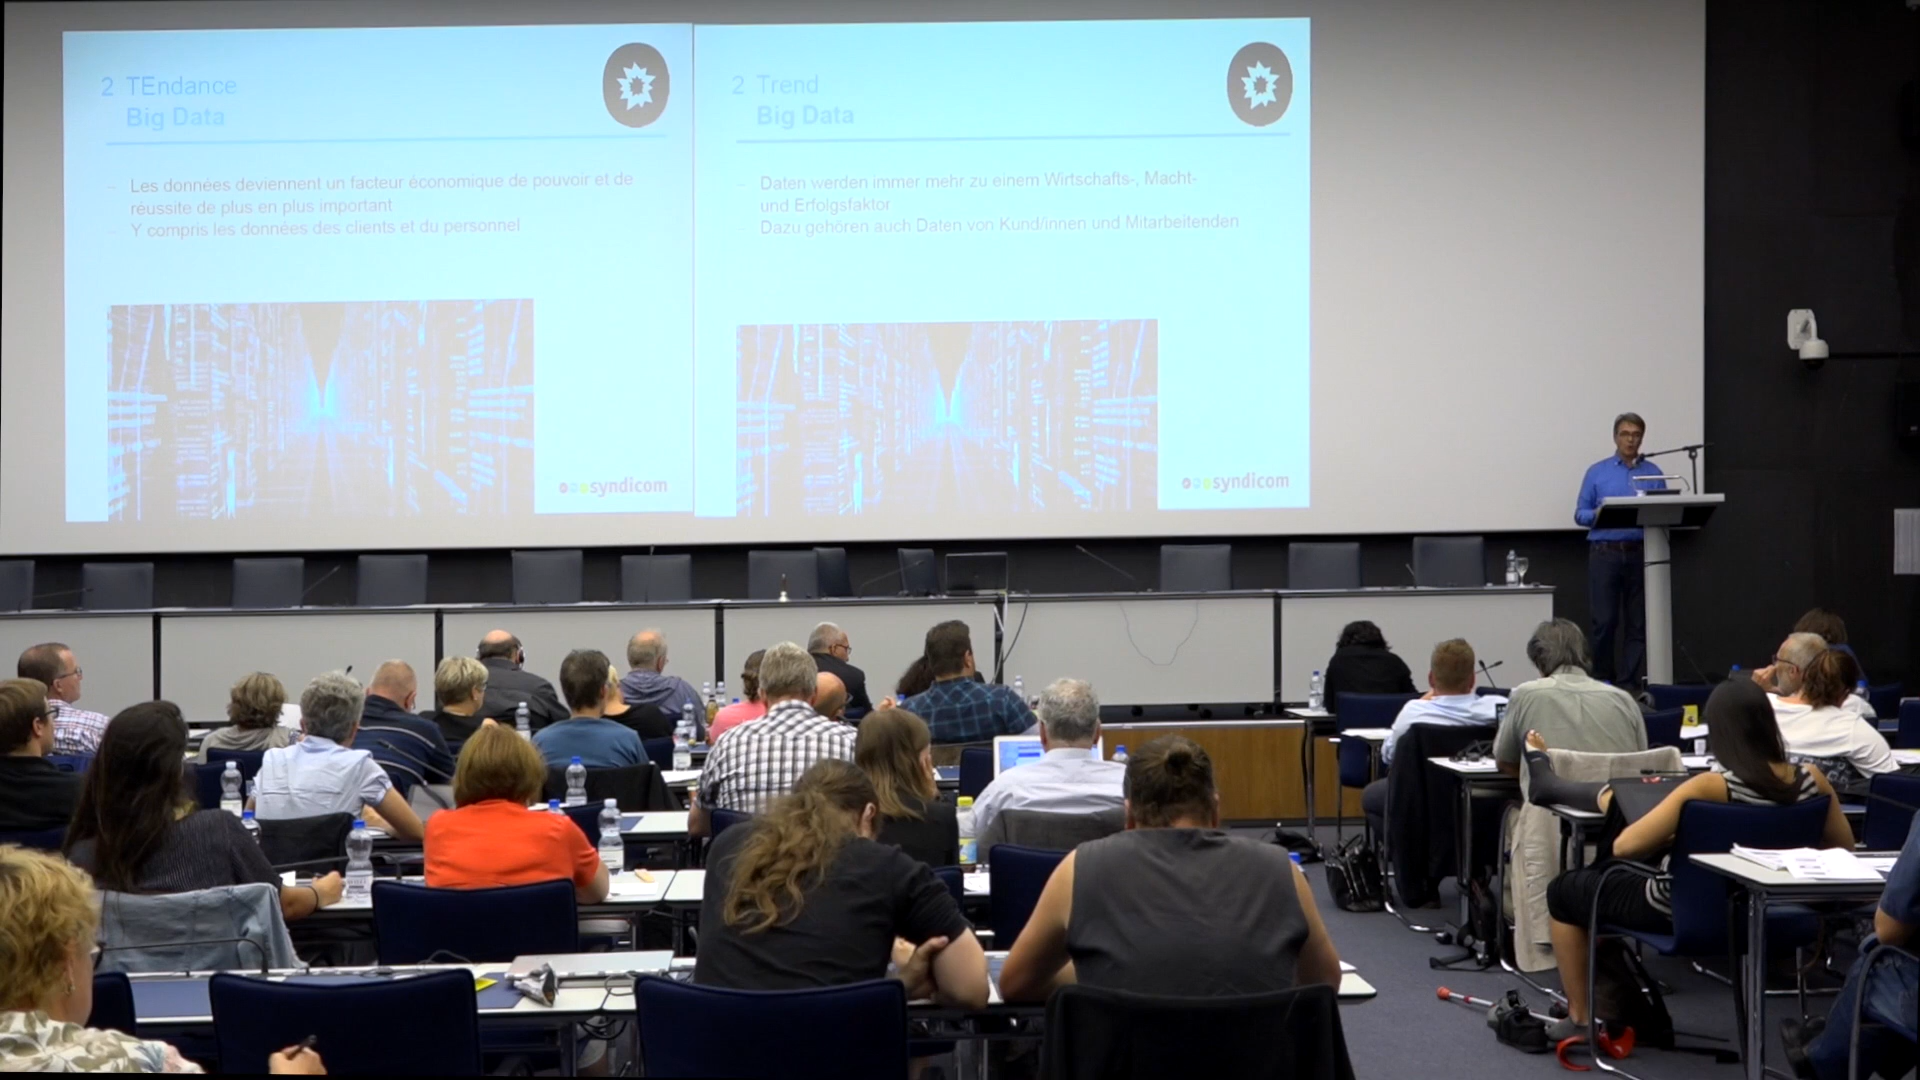 2 TEndance
Big Data
– Les données deviennent un facteur économique de pouvoir et de
réussite de plus en plus important
– Y compris les données des clients et du personnel
syndicom
2 Trend
Big Data
– Daten werden immer mehr zu einem Wirtschafts-, Macht-
und Erfolgsfaktor
Dazu gehören auch Daten von Kund/innen und Mitarbeitenden
syndicom